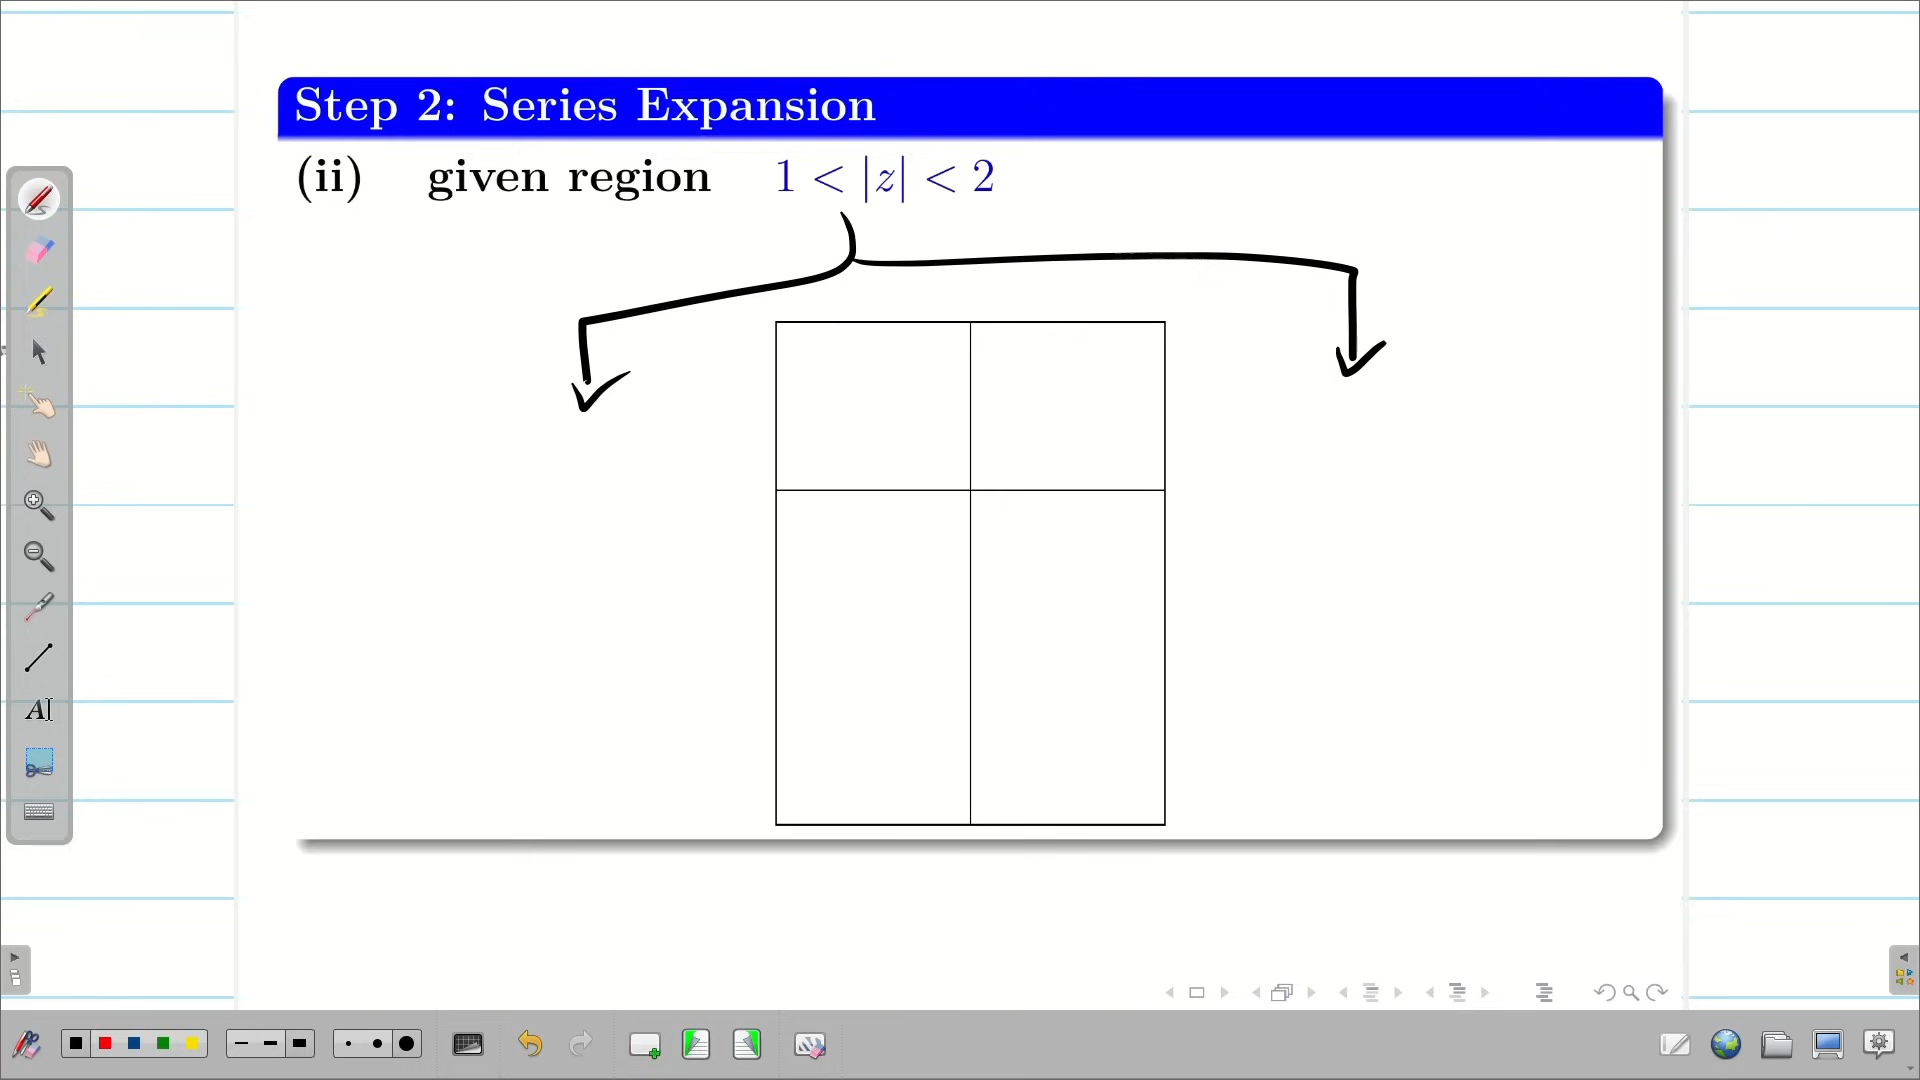 Step 2: Series Expansion
(ii) given region 1 < |z| < 2
A